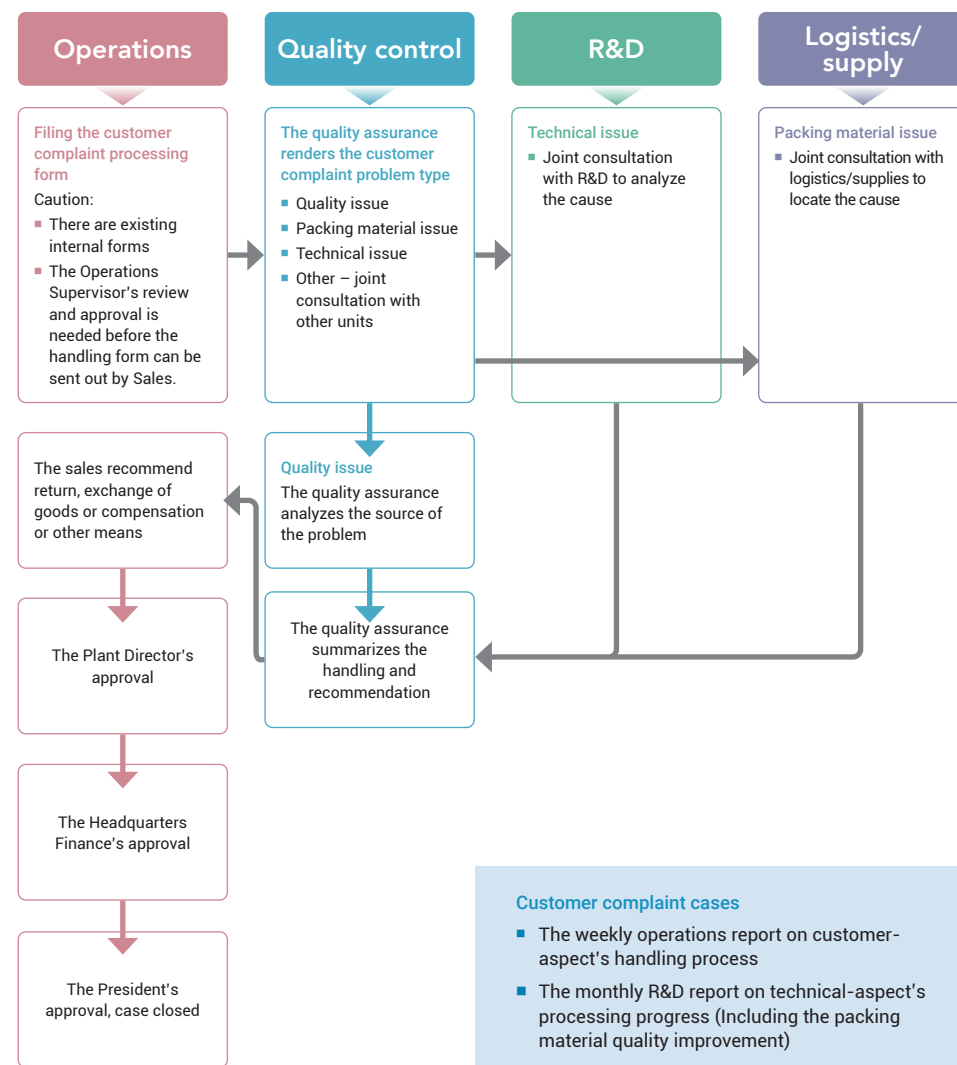 Operations
Quality control
R&D
Logistics/
supply
Filing the customer
complaint processing
form
Caution:
■ There are existing
internal forms
■ The Operations
Supervisor's review
and approval is
needed before the
handling form can be
sent out by Sales.
The quality assurance
renders the customer
complaint problem type
■ Quality issue
■ Packing material issue
■ Technical issue
■ Other – joint
consultation with
other units
Technical issue
■ Joint consultation
with R&D to analyze
the cause
Packing material issue
■ Joint consultation with
logistics/supplies to
locate the cause
The sales recommend
return, exchange of
goods or compensation
or other means
Quality issue
The quality assurance
analyzes the source of
the problem
The Plant Director's
approval
The quality assurance
summarizes the
handling and
recommendation
The Headquarters
Finance's approval
The President's
approval, case closed
Customer complaint cases
■ The weekly operations report on customer-
aspect's handling process
■ The monthly R&D report on technical-aspect's
processing progress (Including the packing
material quality improvement)